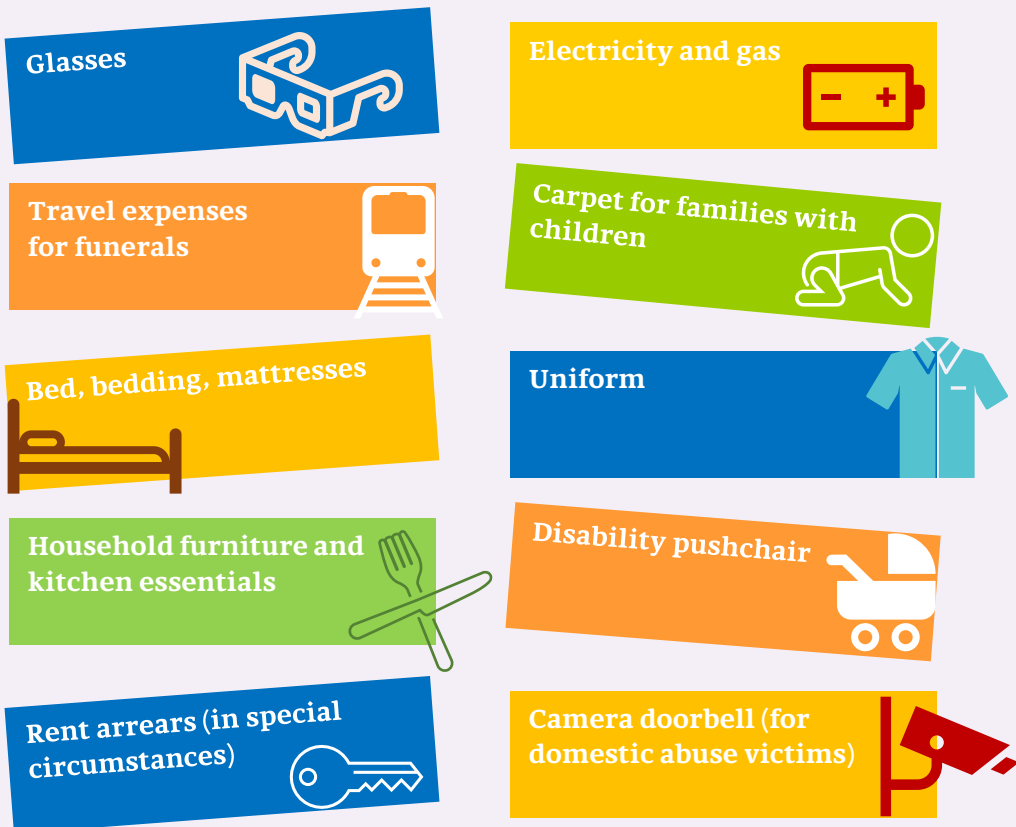 Glasses
Electricity and gas
Travel expenses
for funerals
Carpet for families with
children
Bed, bedding, mattresses
Uniform
Household furniture and
kitchen essentials
Disability pushchair
Rent arrears (in special
circumstances)
Camera doorbell (for
domestic abuse victims)